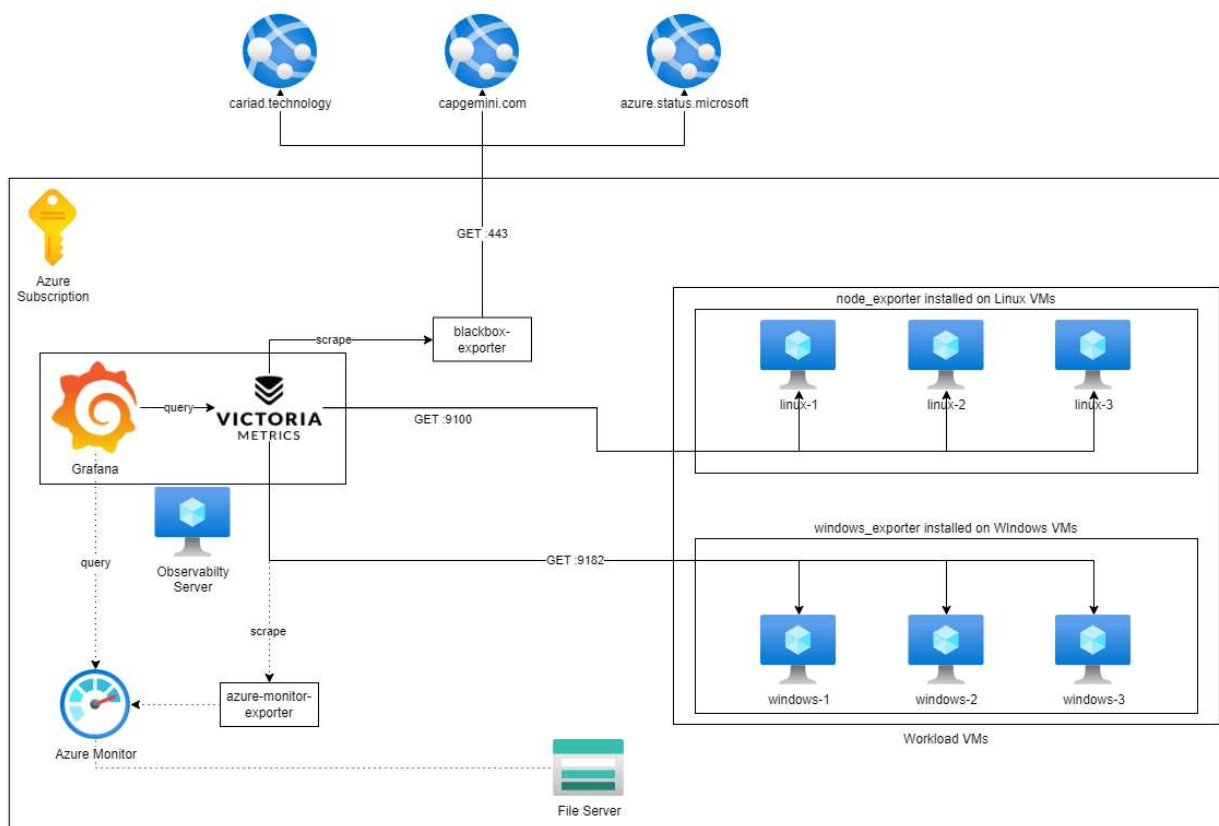 cariad.technology
capgemini.com
azure.status.microsoft
Azure
Subscription
GET :443
node_exporter installed on Linux VMs
blackbox-
exporter
scrape
linux-1
linux-2
linux-3
query
VICTORIA
METRICS
GET :9100
Grafana
windows_exporter installed on WIndows VMs
query
Observabilty
Server
GET :9182
scrape
azure-monitor-
exporter
windows-1
windows-2
windows-3
Workload VMs
Azure Monitor
File Server